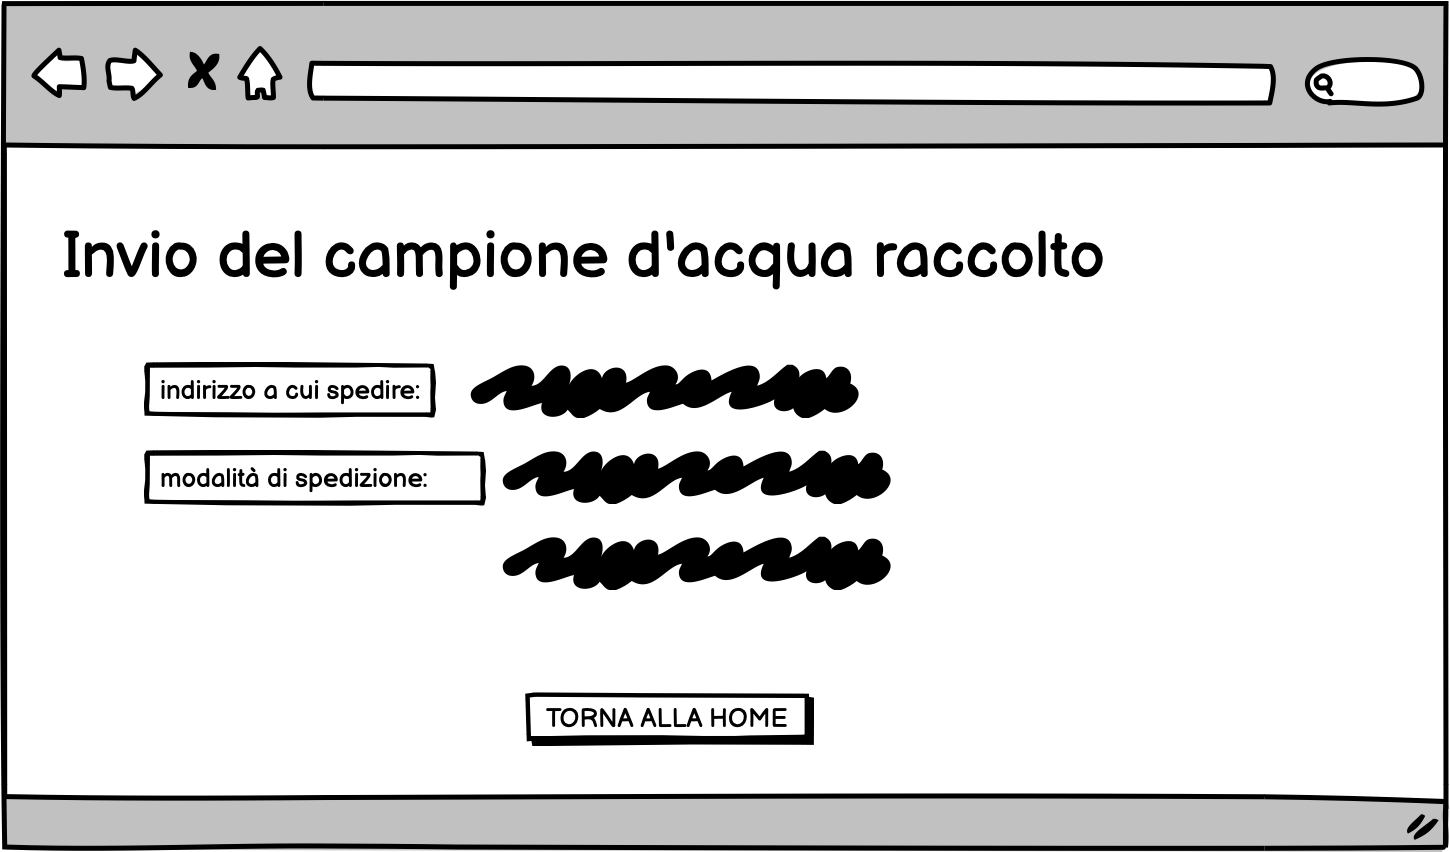 Invio del campione d'acqua raccolto
indirizzo a cui spedire:
modalità di spedizione:
TORNA ALLA HOME